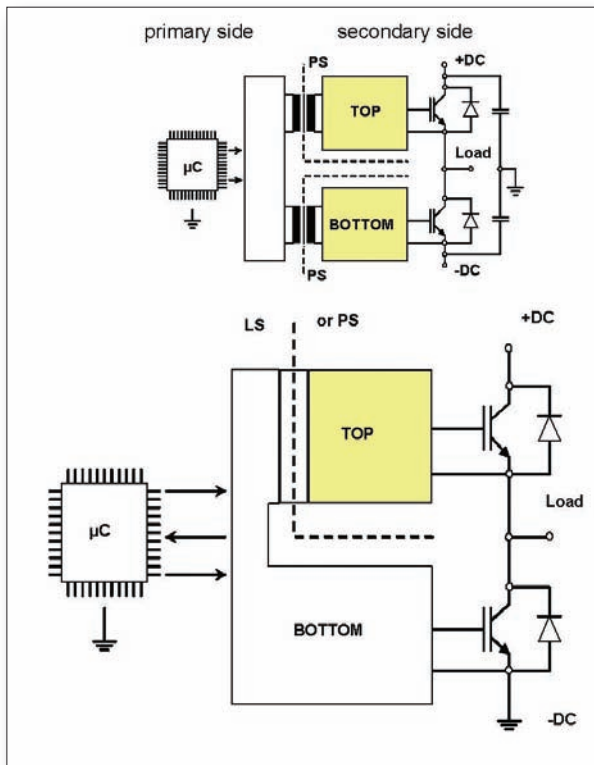 primary side
secondary side
PS
+DC
TOP
µC
Load
BOTTOM
PS
-DC
LS
or PS
+DC
TOP
Load
µC
BOTTOM
-DC